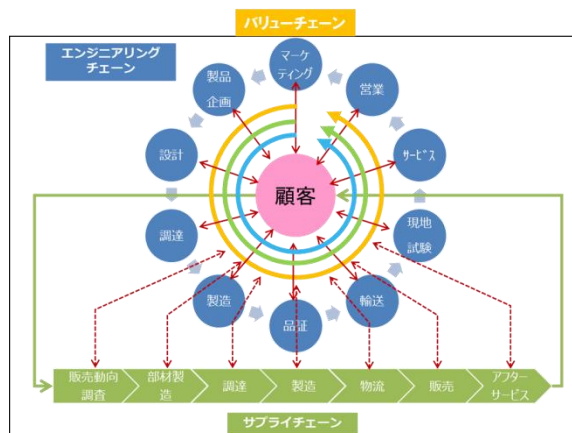 バリューチェーン
エンジニアリング
チェーン
マーケ
ティング
製品
企画
営業
設計
サービス
顧客
調達
現地
試験
製造
輸送
品証
販売動向
調査
部材製
造
調達
製造
物流
販売
アフター
サービス
サプライチェーン